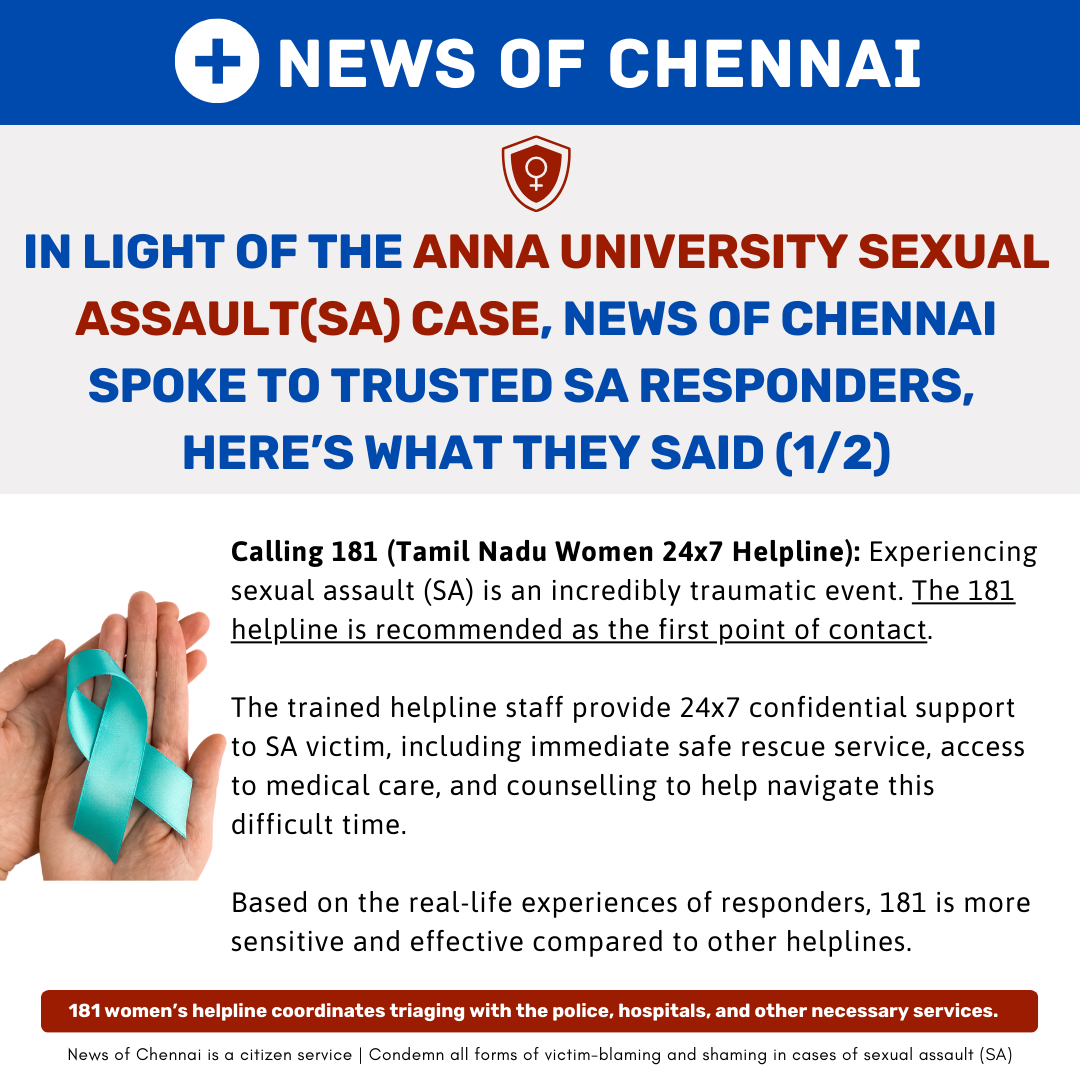 NEWS OF CHENNAI
IN LIGHT OF THE ANNA UNIVERSITY SEXUAL
ASSAULT(SA) CASE, NEWS OF CHENNAI
SPOKE TO TRUSTED SA RESPONDERS,
HERE’S WHAT THEY SAID (1/2)
Calling 181 (Tamil Nadu Women 24x7 Helpline): Experiencing
sexual assault (SA) is an incredibly traumatic event. The 181
helpline is recommended as the first point of contact.
The trained helpline staff provide 24x7 confidential support
to SA victim, including immediate safe rescue service, access
to medical care, and counselling to help navigate this
difficult time.
Based on the real-life experiences of responders, 181 is more
sensitive and effective compared to other helplines.
181 women’s helpline coordinates triaging with the police, hospitals, and other necessary services.
News of Chennai is a citizen service | Condemn all forms of victim-blaming and shaming in cases of sexual assault (SA)